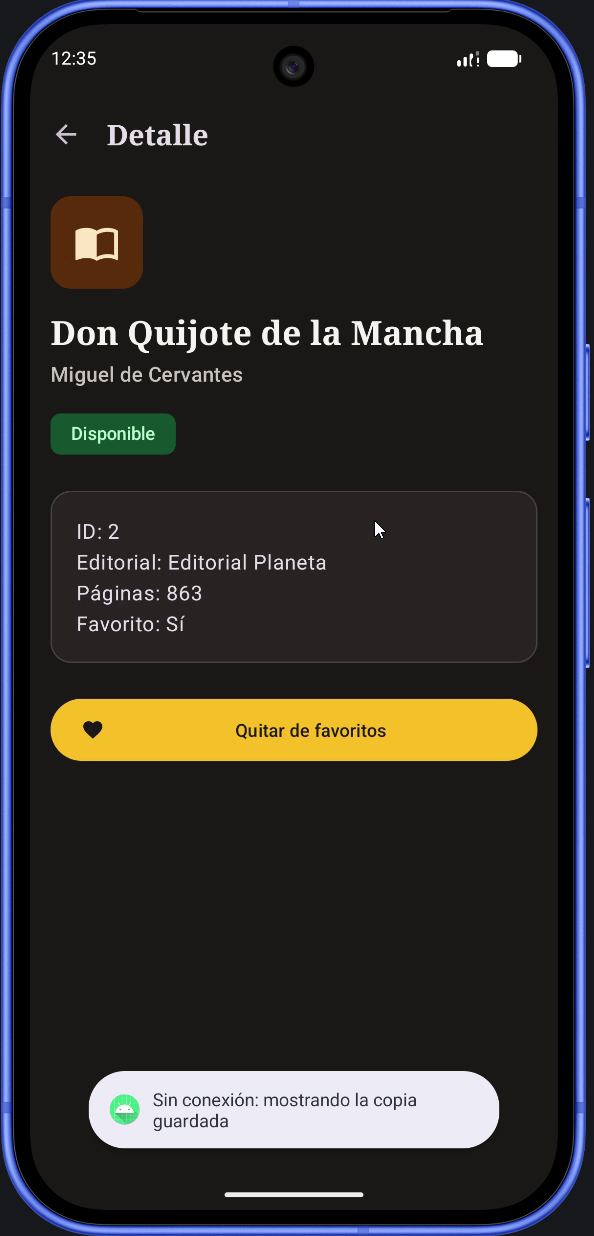 12:35
Detalle
Don Quijote de la Mancha
Miguel de Cervantes
Disponible
ID: 2
Editorial: Editorial Planeta
Páginas: 863
Favorito: Sí
Quitar de favoritos
Sin conexión: mostrando la copia
guardada